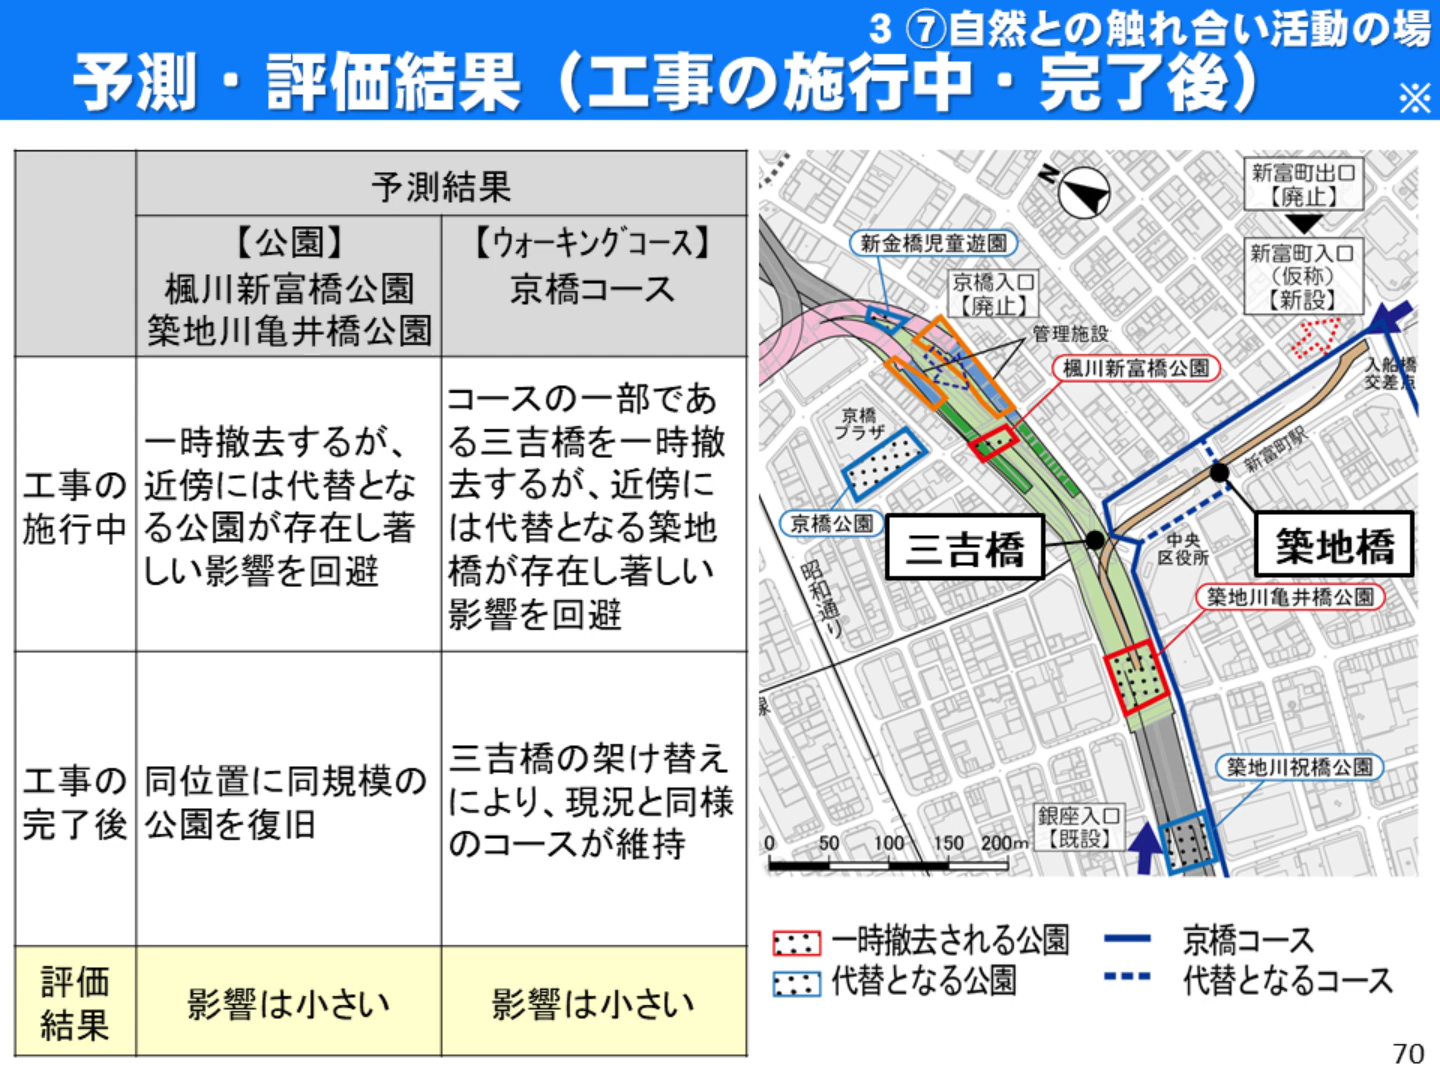 3 ⑦自然との触れ合い活動の場
予測・評価結果（工事の施行中・完了後）
※
予測結果
【公園】
楓川新富橋公園
築地川亀井橋公園
【ウォーキングコース】
京橋コース
工事の
施行中
一時撤去するが、
近傍には代替とな
る公園が存在し著
しい影響を回避
コースの一部であ
る三吉橋を一時撤
去するが、近傍に
は代替となる築地
橋が存在し著しい
影響を回避
工事の
完了後
同位置に同規模の
公園を復旧
三吉橋の架け替え
により、現況と同様
のコースが維持
評価
結果
影響は小さい
影響は小さい
N
新富町出口
【廃止】
新金橋児童遊園
新富町入口
（仮称）
【新設】
京橋入口
【廃止】
管理施設
楓川新富橋公園
入船橋
交差点
京橋
プラザ
新富町駅
京橋公園
三吉橋
築地橋
中央
区役所
昭和通り
築地川亀井橋公園
線
築地川祝橋公園
銀座入口
【既設】
0 50 100 150 200m
一時撤去される公園
京橋コース
代替となる公園
代替となるコース
70